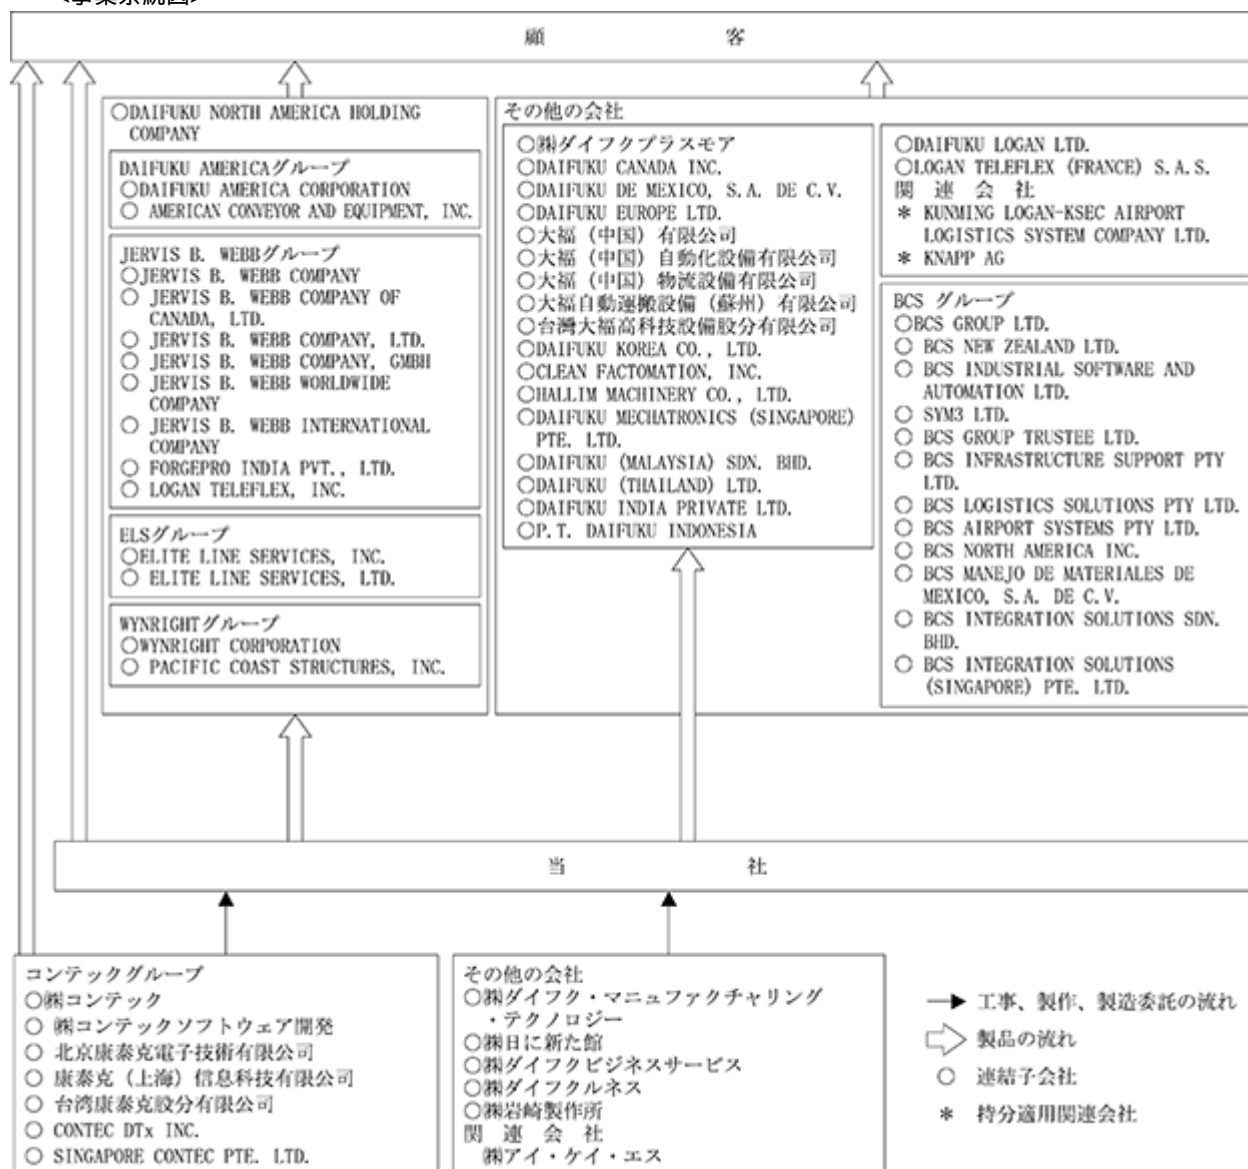 <事業系統図>
顧　　　　客
○DAIFUKU NORTH AMERICA HOLDING
COMPANY
DAIFUKU AMERICAグループ
○DAIFUKU AMERICA CORPORATION
○ AMERICAN CONVEYOR AND EQUIPMENT, INC.
JERVIS B. WEBBグループ
○JERVIS B. WEBB COMPANY
○ JERVIS B. WEBB COMPANY OF
CANADA, LTD.
○ JERVIS B. WEBB COMPANY, LTD.
○ JERVIS B. WEBB COMPANY, GMBH
○ JERVIS B. WEBB WORLDWIDE
COMPANY
○ JERVIS B. WEBB INTERNATIONAL
COMPANY
○ FORGEPRO INDIA PVT., LTD.
○ LOGAN TELEFLEX, INC.
ELSグループ
○ELITE LINE SERVICES, INC.
○ ELITE LINE SERVICES, LTD.
WYNRIGHTグループ
○WYNRIGHT CORPORATION
○ PACIFIC COAST STRUCTURES, INC.
その他の会社
○㈱ダイフクプラスモア
○DAIFUKU CANADA INC.
○DAIFUKU DE MEXICO, S.A. DE C.V.
○DAIFUKU EUROPE LTD.
○大福（中国）有限公司
○大福（中国）自動化設備有限公司
○大福（中国）物流設備有限公司
○大福自動運搬設備（蘇州）有限公司
○台灣大福高科技設備股分有限公司
○DAIFUKU KOREA CO., LTD.
○CLEAN FACTOMATION, INC.
○HALLIM MACHINERY CO., LTD.
○DAIFUKU MECHATRONICS (SINGAPORE)
PTE. LTD.
○DAIFUKU (MALAYSIA) SDN. BHD.
○DAIFUKU (THAILAND) LTD.
○DAIFUKU INDIA PRIVATE LTD.
○P.T. DAIFUKU INDONESIA
○DAIFUKU LOGAN LTD.
○LOGAN TELEFLEX (FRANCE) S.A.S.
関　連　会　社
* KUNMING LOGAN-KSEC AIRPORT
LOGISTICS SYSTEM COMPANY LTD.
* KNAPP AG
BCS グループ
○BCS GROUP LTD.
○ BCS NEW ZEALAND LTD.
○ BCS INDUSTRIAL SOFTWARE AND
AUTOMATION LTD.
○ SYM3 LTD.
○ BCS GROUP TRUSTEE LTD.
○ BCS INFRASTRUCTURE SUPPORT PTY
LTD.
○ BCS LOGISTICS SOLUTIONS PTY LTD.
○ BCS AIRPORT SYSTEMS PTY LTD.
○ BCS NORTH AMERICA INC.
○ BCS MANEJO DE MATERIALES DE
MEXICO, S.A. DE C.V.
○ BCS INTEGRATION SOLUTIONS SDN.
BHD.
○ BCS INTEGRATION SOLUTIONS
(SINGAPORE) PTE. LTD.
当　　　　社
コンテックグループ
○㈱コンテック
○ ㈱コンテックソフトウェア開発
○ 北京康泰克電子技術有限公司
○ 康泰克（上海）信息科技有限公司
○ 台湾康泰克股分有限公司
○ CONTEC DTx INC.
○ SINGAPORE CONTEC PTE. LTD.
その他の会社
○㈱ダイフク・マニュファクチャリング
・テクノロジー
○㈱日に新た館
○㈱ダイフクビジネスサービス
○㈱ダイフクルネス
○㈱岩崎製作所
関　連　会　社
㈱アイ・ケイ・エス
工事、製作、製造委託の流れ
製品の流れ
○ 連結子会社
* 持分適用関連会社